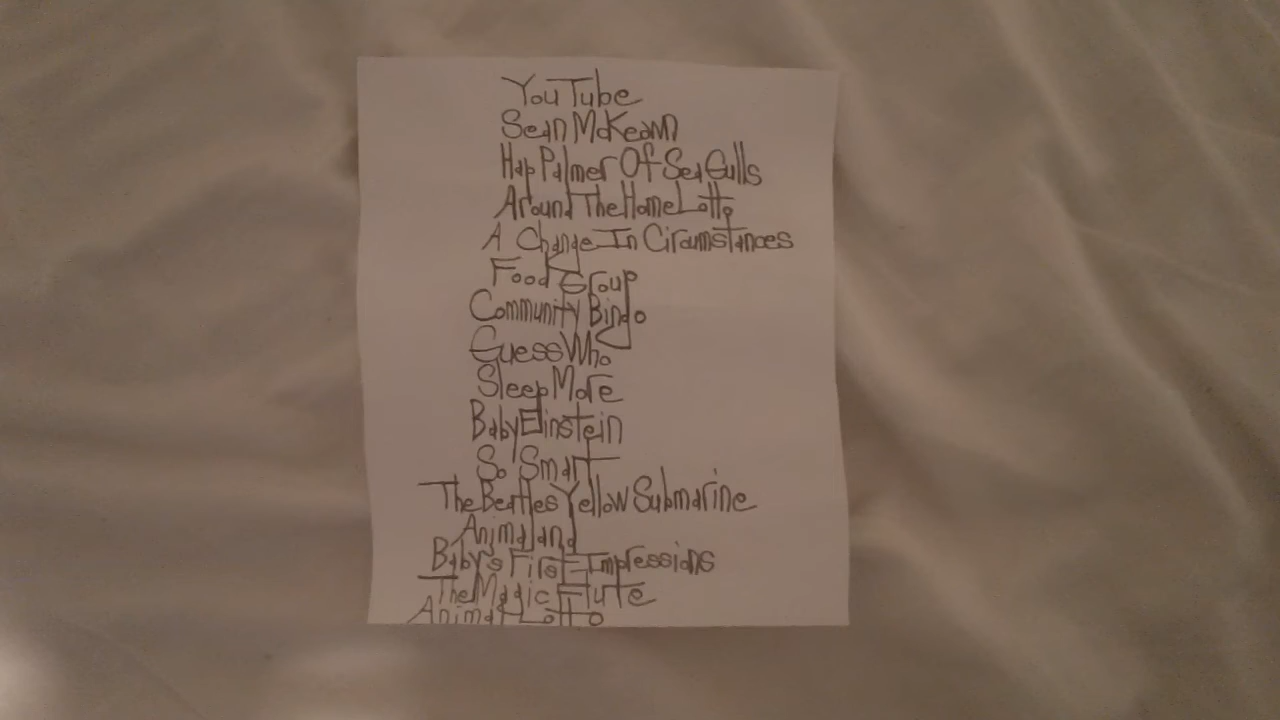 YouTube
Sean McKeown
Hap Palmer Of Sea Gulls
Around The Home Lotto
A Change In Circumstances
Food Group
Community Bingo
Guess Who
Sleep More
Baby Einstein
So Smart
The Beatles Yellow Submarine
Animaland
Baby's First Impressions
The Magic Flute
Animal Lotto